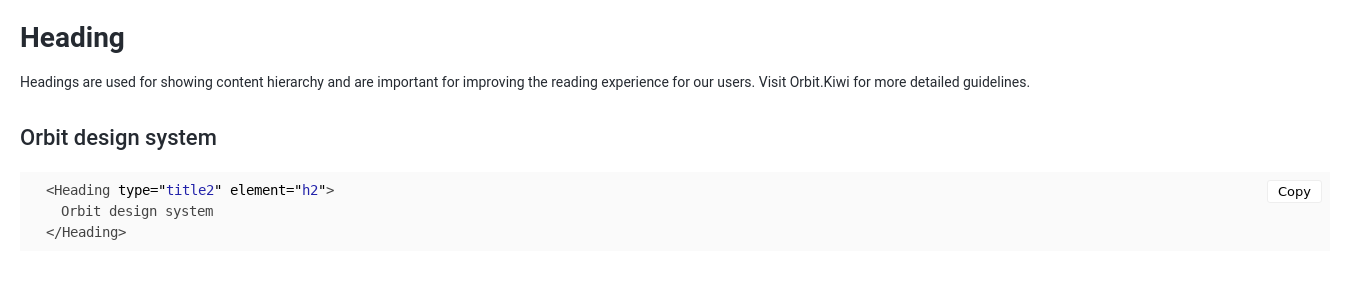 Heading
Headings are used for showing content hierarchy and are important for improving the reading experience for our users. Visit Orbit.Kiwi for more detailed guidelines.
Orbit design system
<Heading type="title2" element="h2">
Copy
Orbit design system
</Heading>